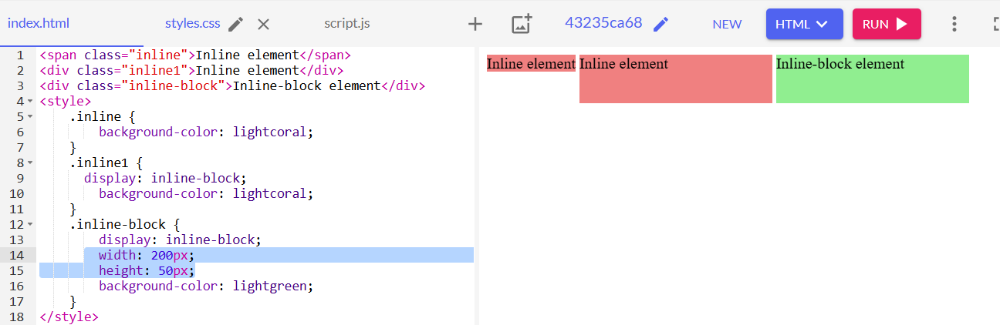 index.html styles.css script.js 43235ca68 NEW HTML RUN
1 <span class="inline">Inline element</span>
2 <div class="inline1">Inline element</div>
3 <div class="inline-block">Inline-block element</div>
4 <style>
5 .inline {
6 background-color: lightcoral;
7 }
8 .inline1 {
9 display: inline-block;
10 background-color: lightcoral;
11 }
12 .inline-block {
13 display: inline-block;
14 width: 200px;
15 height: 50px;
16 background-color: lightgreen;
17 }
18 </style>
Inline element Inline element Inline-block element